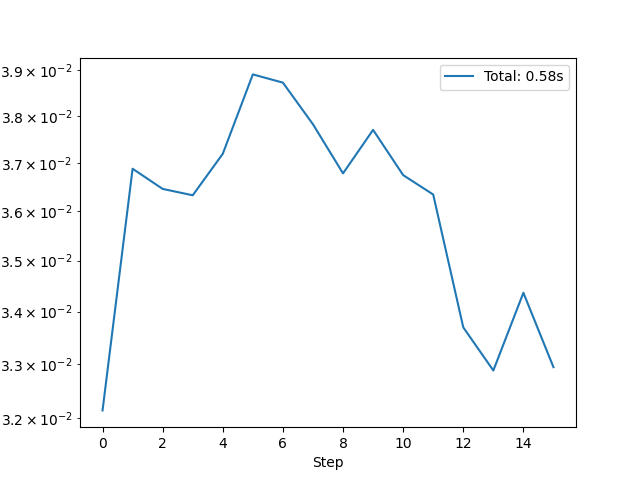 Total: 0.58s
3.9 × 10⁻²
3.8 × 10⁻²
3.7 × 10⁻²
3.6 × 10⁻²
3.5 × 10⁻²
3.4 × 10⁻²
3.3 × 10⁻²
3.2 × 10⁻²
0 2 4 6 8 10 12 14
Step